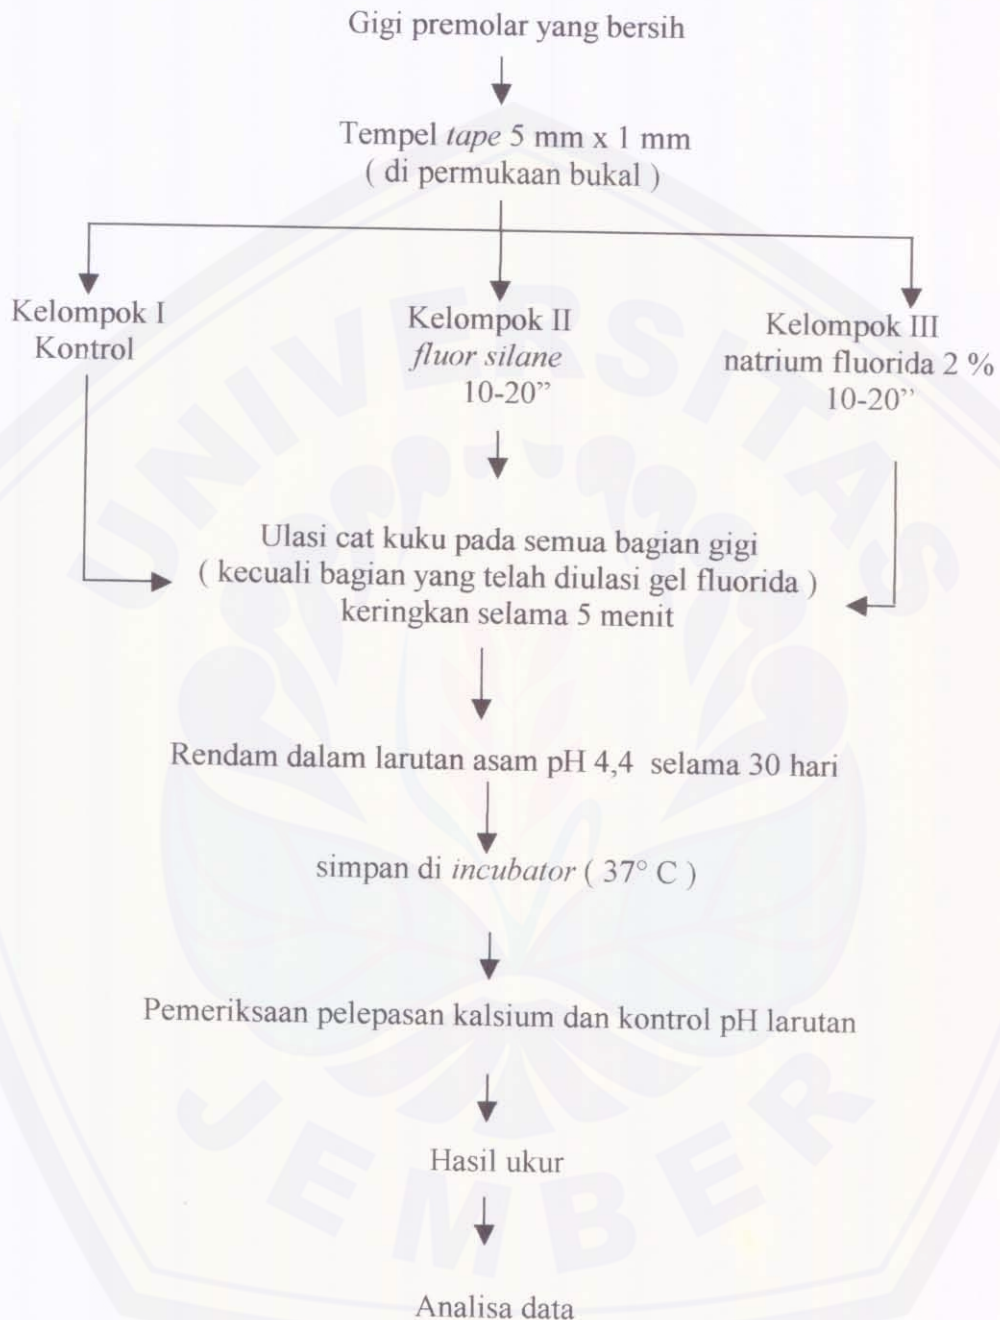 Gigi premolar yang bersih
Tempel tape 5 mm x 1 mm
( di permukaan bukal )
Kelompok I
Kontrol
Kelompok II
fluor silane
10-20”
Kelompok III
natrium fluorida 2 %
10-20”
Ulasi cat kuku pada semua bagian gigi
( kecuali bagian yang telah diulasi gel fluorida )
keringkan selama 5 menit
Rendam dalam larutan asam pH 4,4 selama 30 hari
simpan di incubator ( 37° C )
Pemeriksaan pelepasan kalsium dan kontrol pH larutan
Hasil ukur
Analisa data
UNIVERSITAS
JEMBER